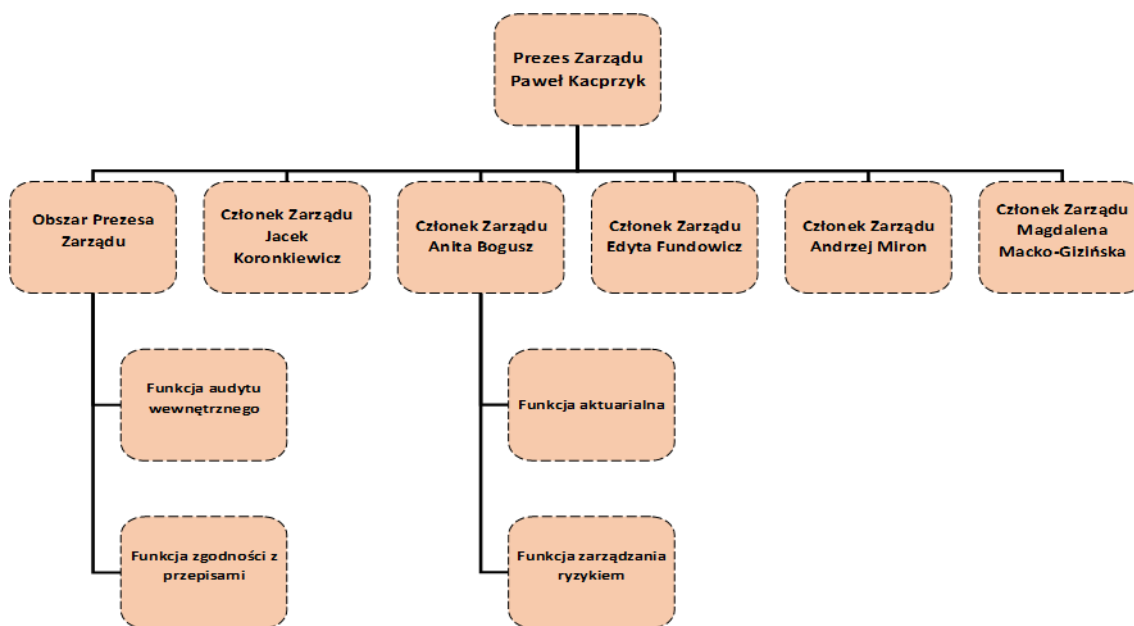 Prezes Zarządu
Paweł Kacprzyk
Obszar Prezesa
Zarządu
Członek Zarządu
Jacek
Koronkiewicz
Członek Zarządu
Anita Bogusz
Członek Zarządu
Edyta Fundowicz
Członek Zarządu
Andrzej Miron
Członek Zarządu
Magdalena
Macko-Gizińska
Funkcja audytu
wewnętrznego
Funkcja aktuarialna
Funkcja zgodności z
przepisami
Funkcja zarządzania
ryzykiem